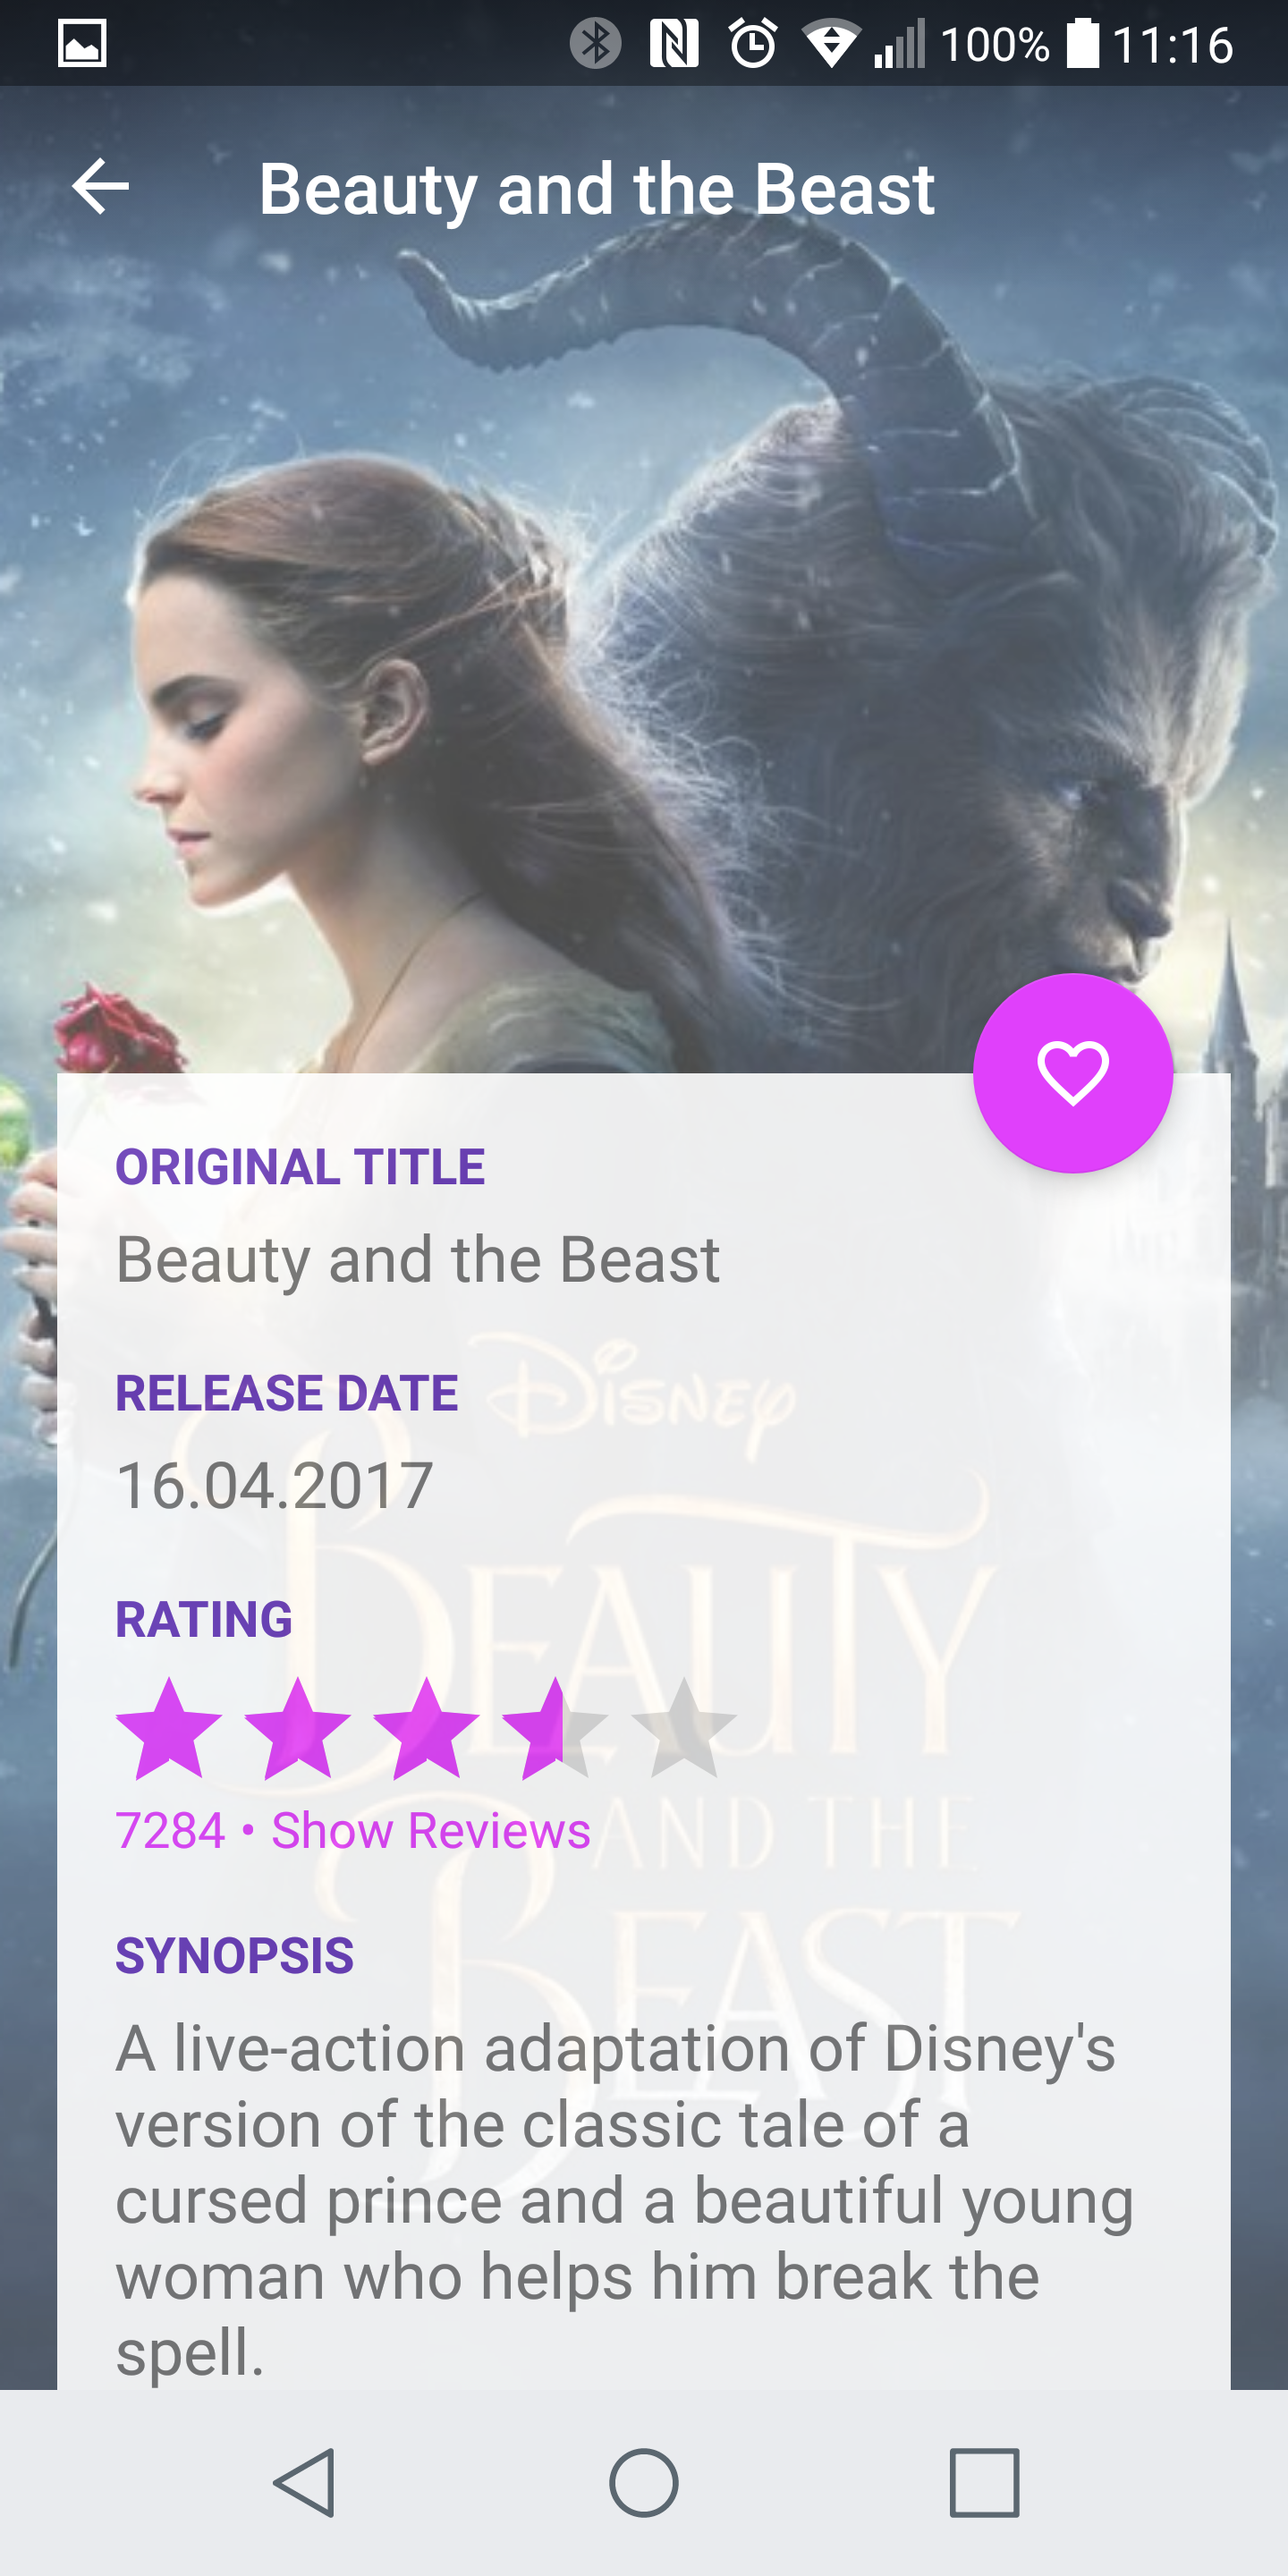 100% 11:16
Beauty and the Beast
ORIGINAL TITLE
Beauty and the Beast
RELEASE DATE
16.04.2017
RATING
7284 • Show Reviews
SYNOPSIS
A live-action adaptation of Disney's
version of the classic tale of a
cursed prince and a beautiful young
woman who helps him break the
spell.
Disney
BEAUTY
AND THE
BEAST